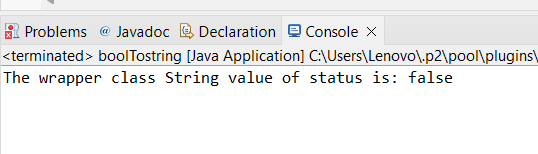 Problems @ Javadoc Declaration Console
<terminated> boolTostring [Java Application] C:\Users\Lenovo\.p2\pool\plugins\
The wrapper class String value of status is: false